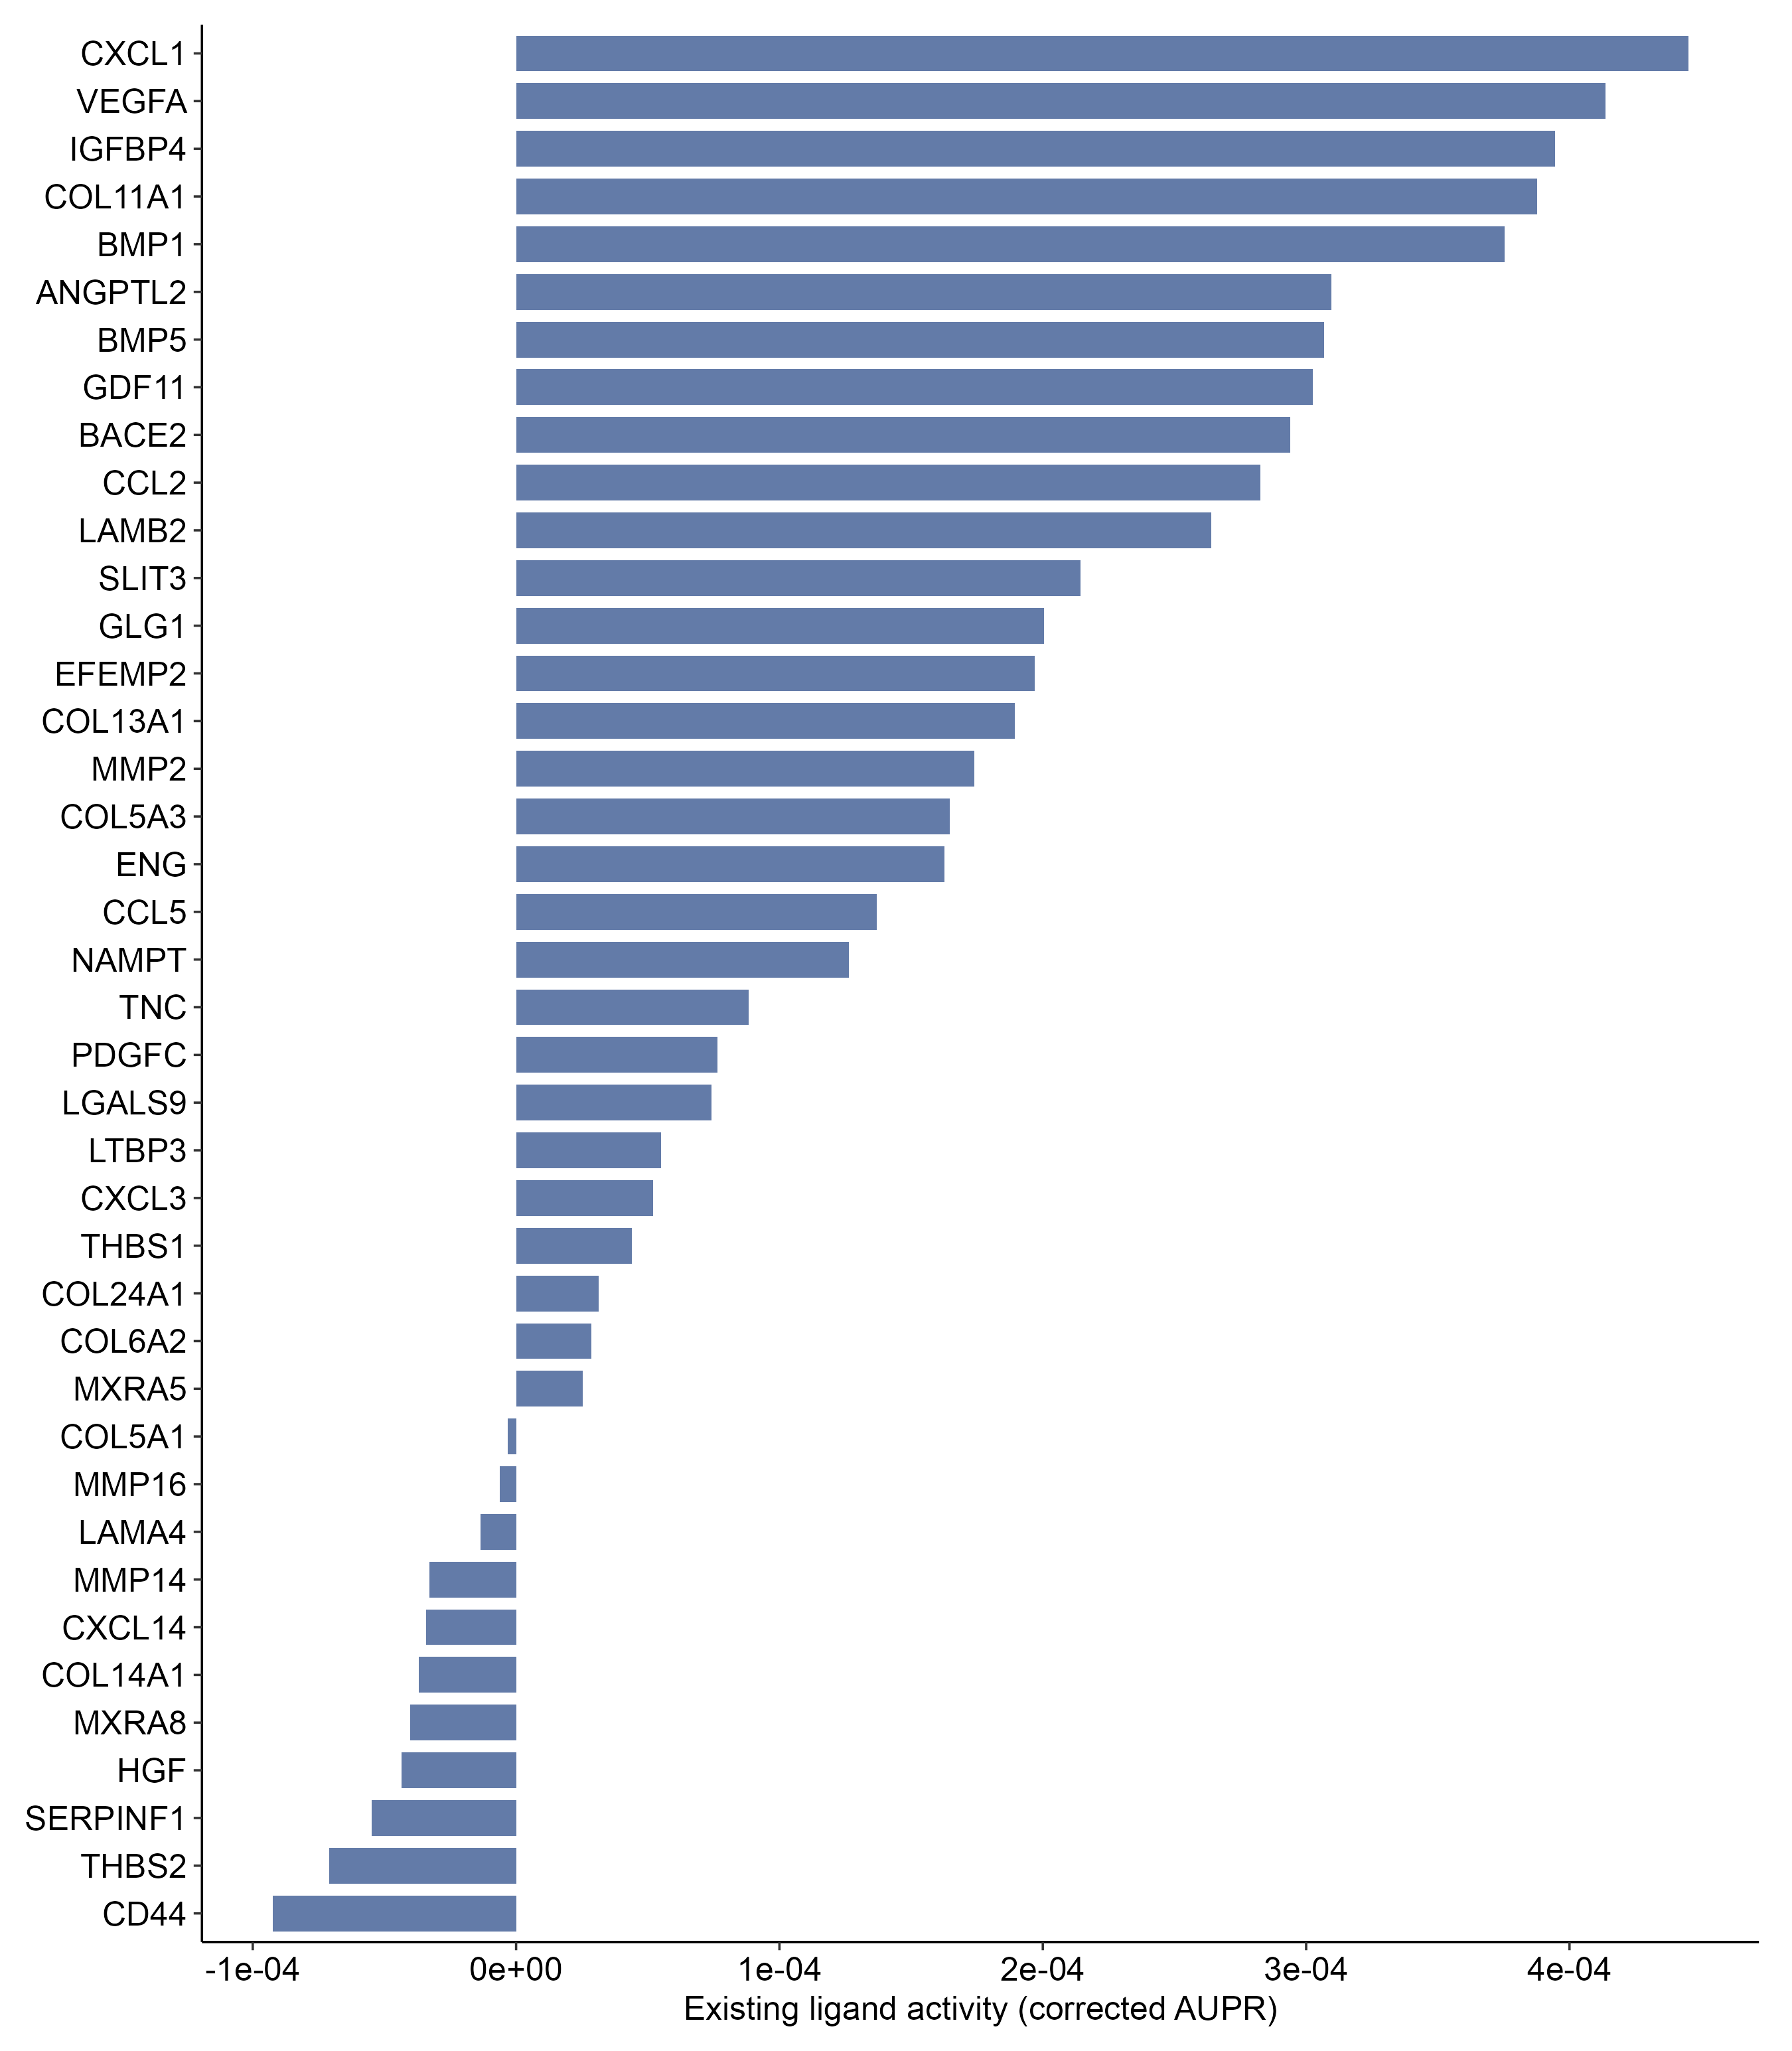 CXCL1
VEGFA
IGFBP4
COL11A1
BMP1
ANGPTL2
BMP5
GDF11
BACE2
CCL2
LAMB2
SLIT3
GLG1
EFEMP2
COL13A1
MMP2
COL5A3
ENG
CCL5
NAMPT
TNC
PDGFC
LGALS9
LTBP3
CXCL3
THBS1
COL24A1
COL6A2
MXRA5
COL5A1
MMP16
LAMA4
MMP14
CXCL14
COL14A1
MXRA8
HGF
SERPINF1
THBS2
CD44
-1e-04 0e+00 1e-04 2e-04 3e-04 4e-04
Existing ligand activity (corrected AUPR)